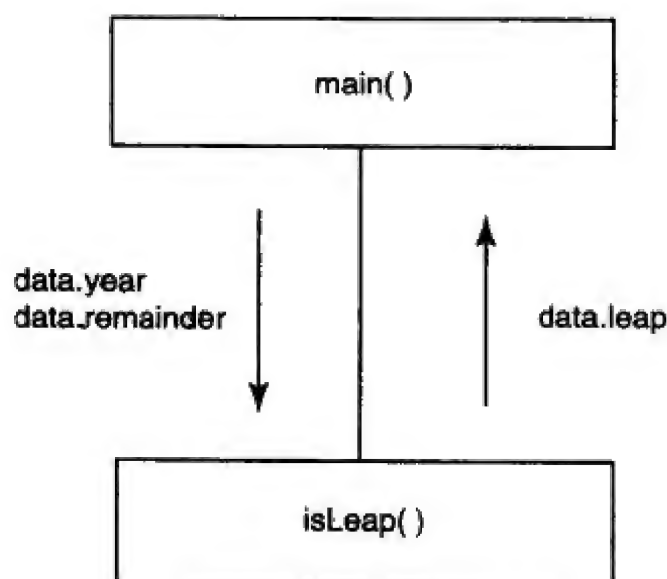 main( )
data.year
data.remainder
data.leap
isLeap( )